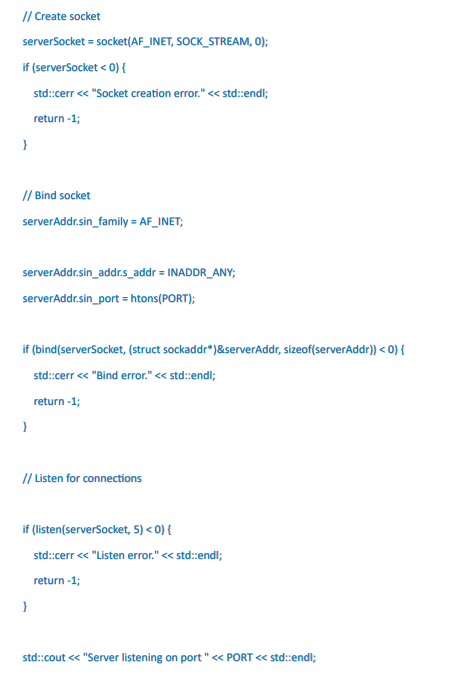 // Create socket
serverSocket = socket(AF_INET, SOCK_STREAM, 0);
if (serverSocket < 0) {
std::cerr << "Socket creation error." << std::endl;
return -1;
}
// Bind socket
serverAddr.sin_family = AF_INET;
serverAddr.sin_addr.s_addr = INADDR_ANY;
serverAddr.sin_port = htons(PORT);
if (bind(serverSocket, (struct sockaddr*)&serverAddr, sizeof(serverAddr)) < 0) {
std::cerr << "Bind error." << std::endl;
return -1;
}
// Listen for connections
if (listen(serverSocket, 5) < 0) {
std::cerr << "Listen error." << std::endl;
return -1;
}
std::cout << "Server listening on port " << PORT << std::endl;